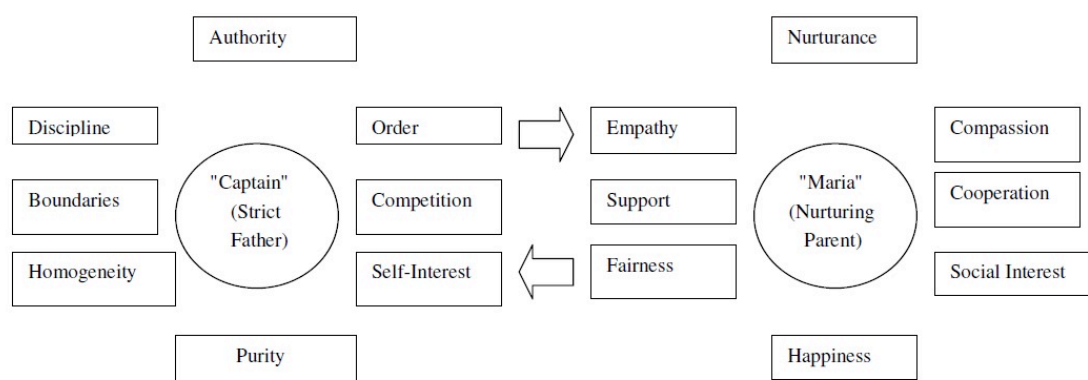 Authority
Nurturance
Discipline
Order
Empathy
Compassion
"Captain"
(Strict
Father)
"Maria"
(Nurturing
Parent)
Boundaries
Competition
Support
Cooperation
Homogeneity
Self-Interest
Fairness
Social Interest
Purity
Happiness